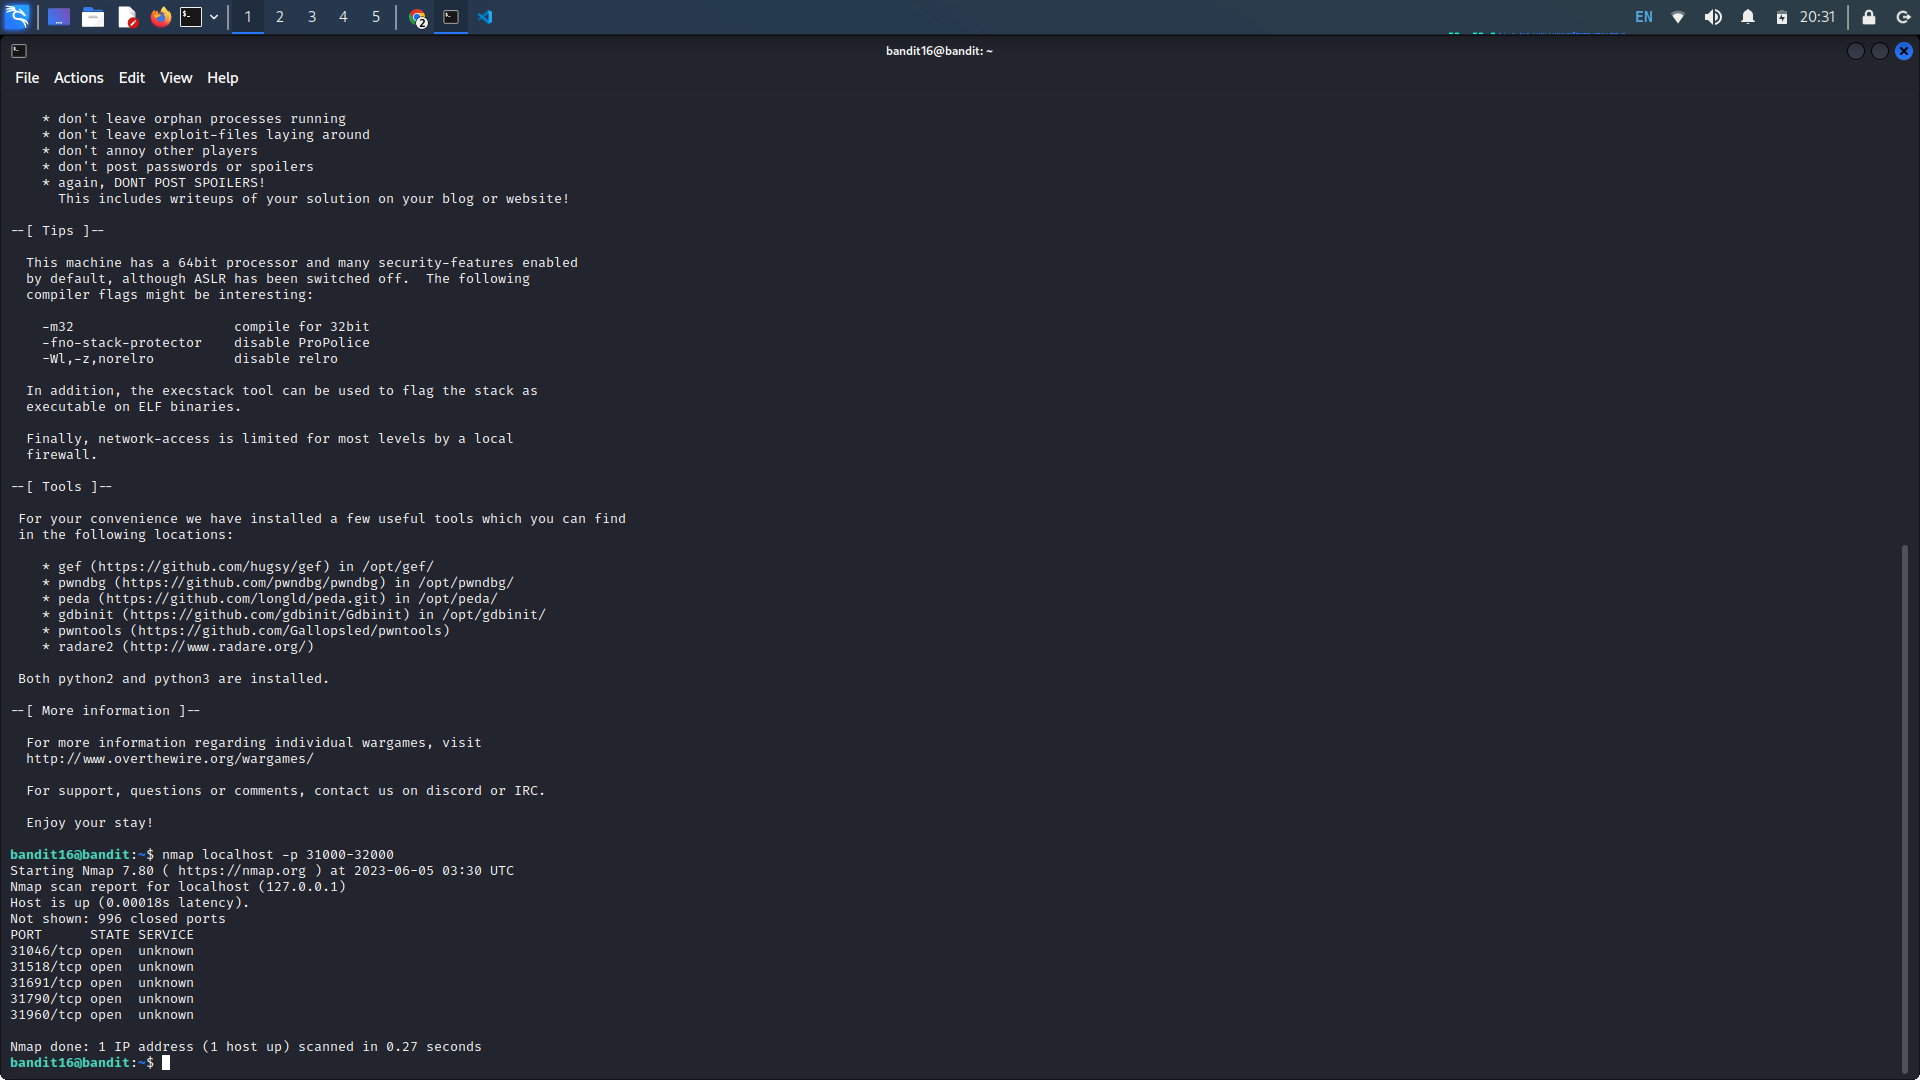 1 2 3 4 5 2 EN 20:31
bandit16@bandit: ~
File Actions Edit View Help
* don't leave orphan processes running
* don't leave exploit-files laying around
* don't annoy other players
* don't post passwords or spoilers
* again, DONT POST SPOILERS!
This includes writeups of your solution on your blog or website!
--[ Tips ]--
This machine has a 64bit processor and many security-features enabled
by default, although ASLR has been switched off.  The following
compiler flags might be interesting:
-m32                    compile for 32bit
-fno-stack-protector    disable ProPolice
-Wl,-z,norelro          disable relro
In addition, the execstack tool can be used to flag the stack as
executable on ELF binaries.
Finally, network-access is limited for most levels by a local
firewall.
--[ Tools ]--
For your convenience we have installed a few useful tools which you can find
in the following locations:
* gef (https://github.com/hugsy/gef) in /opt/gef/
* pwndbg (https://github.com/pwndbg/pwndbg) in /opt/pwndbg/
* peda (https://github.com/longld/peda.git) in /opt/peda/
* gdbinit (https://github.com/gdbinit/Gdbinit) in /opt/gdbinit/
* pwntools (https://github.com/Gallopsled/pwntools)
* radare2 (http://www.radare.org/)
Both python2 and python3 are installed.
--[ More information ]--
For more information regarding individual wargames, visit
http://www.overthewire.org/wargames/
For support, questions or comments, contact us on discord or IRC.
Enjoy your stay!
bandit16@bandit:~$ nmap localhost -p 31000-32000
Starting Nmap 7.80 ( https://nmap.org ) at 2023-06-05 03:30 UTC
Nmap scan report for localhost (127.0.0.1)
Host is up (0.00018s latency).
Not shown: 996 closed ports
PORT      STATE SERVICE
31046/tcp open  unknown
31518/tcp open  unknown
31691/tcp open  unknown
31790/tcp open  unknown
31960/tcp open  unknown
Nmap done: 1 IP address (1 host up) scanned in 0.27 seconds
bandit16@bandit:~$